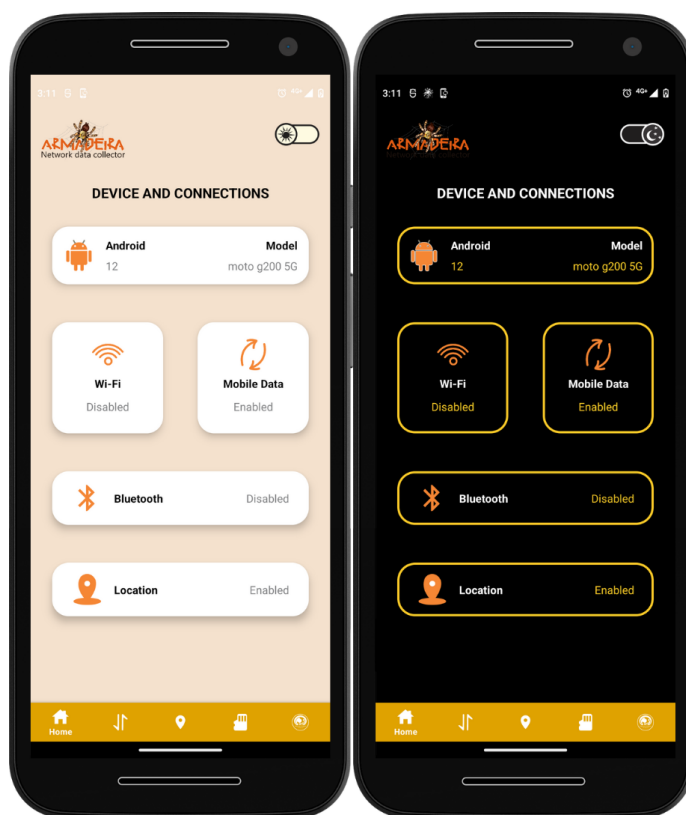 3:11
4G+
ARMADEIRA
Network data collector
DEVICE AND CONNECTIONS
Android
Model
12
moto g200 5G
Wi-Fi
Mobile Data
Disabled
Enabled
Bluetooth
Disabled
Location
Enabled
Home
3:11
4G+
ARMADEIRA
DEVICE AND CONNECTIONS
Android
Model
12
moto g200 5G
Wi-Fi
Mobile Data
Disabled
Enabled
Bluetooth
Disabled
Location
Enabled
Home